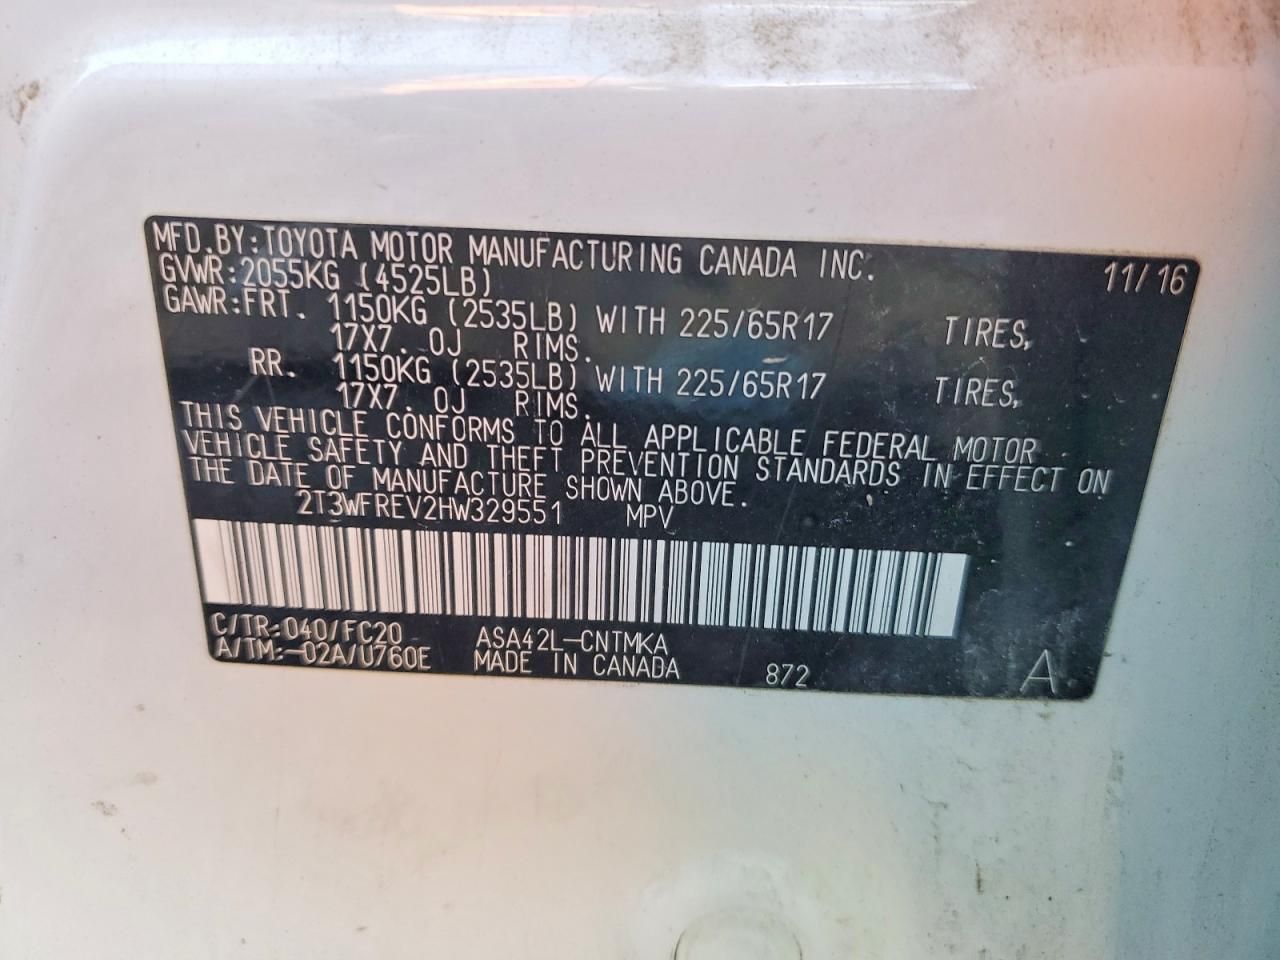 MFD.BY:TOYOTA MOTOR MANUFACTURING CANADA INC. 11/16
GVWR:2055KG (4525LB)
GAWR:FRT. 1150KG (2535LB) WITH 225/65R17 TIRES,
17X7.0J RIMS.
RR. 1150KG (2535LB) WITH 225/65R17 TIRES,
17X7.0J RIMS.
THIS VEHICLE CONFORMS TO ALL APPLICABLE FEDERAL MOTOR
VEHICLE SAFETY AND THEFT PREVENTION STANDARDS IN EFFECT ON
THE DATE OF MANUFACTURE SHOWN ABOVE.
2T3WFREV2HW329551 MPV
C/TR:040/FC20 ASA42L-CNTMKA
A/TM:-02A/U760E MADE IN CANADA 872 A